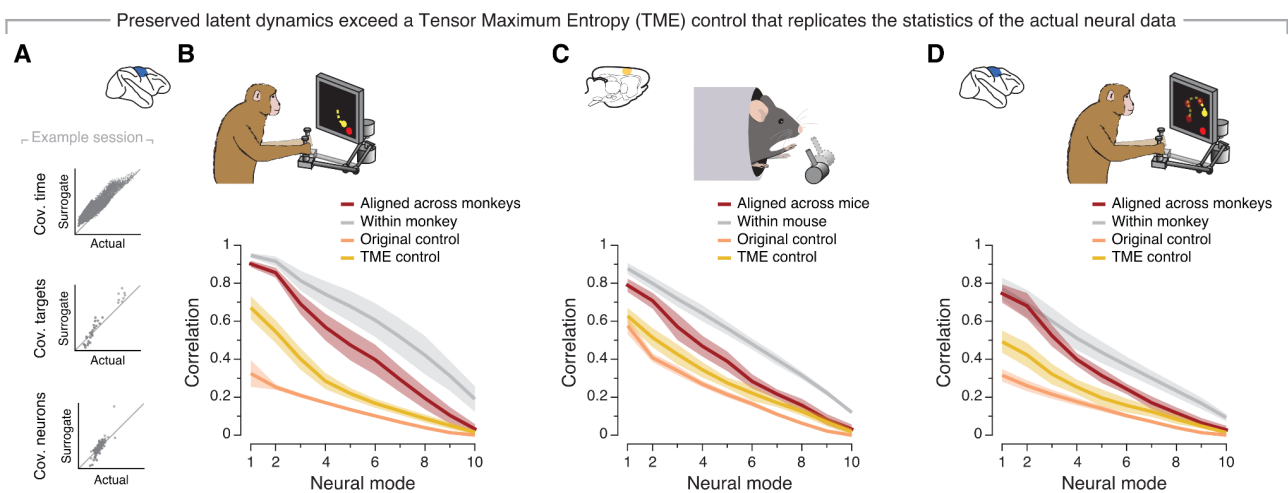 Preserved latent dynamics exceed a Tensor Maximum Entropy (TME) control that replicates the statistics of the actual neural data
A
Example session
Cov. time
Surrogate
Actual
Cov. targets
Surrogate
Actual
Cov. neurons
Surrogate
Actual
B
Aligned across monkeys
Within monkey
Original control
TME control
Correlation
1
0.8
0.6
0.4
0.2
0
1 2 4 6 8 10
Neural mode
C
Aligned across mice
Within mouse
Original control
TME control
Correlation
1
0.8
0.6
0.4
0.2
0
1 2 4 6 8 10
Neural mode
D
Aligned across monkeys
Within monkey
Original control
TME control
Correlation
1
0.8
0.6
0.4
0.2
0
1 2 4 6 8 10
Neural mode